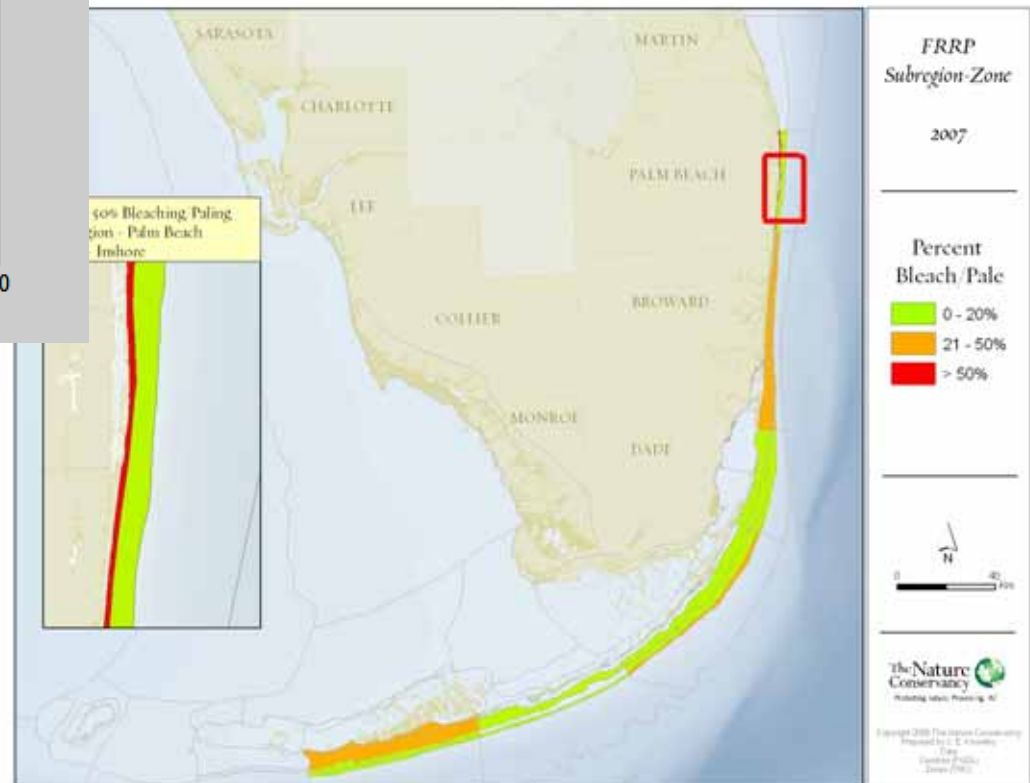 SARASOTA
MARTIN
CHARLOTTE
PALM BEACH
LEE
50% Bleaching/Paling
gion - Palm Beach
- Inshore
0
COLLIER
BROWARD
MONROE
DADE
FRRP
Subregion-Zone
2007
Percent
Bleach/Pale
0 - 20%
21 - 50%
> 50%
N
0 40
The Nature
Conservancy